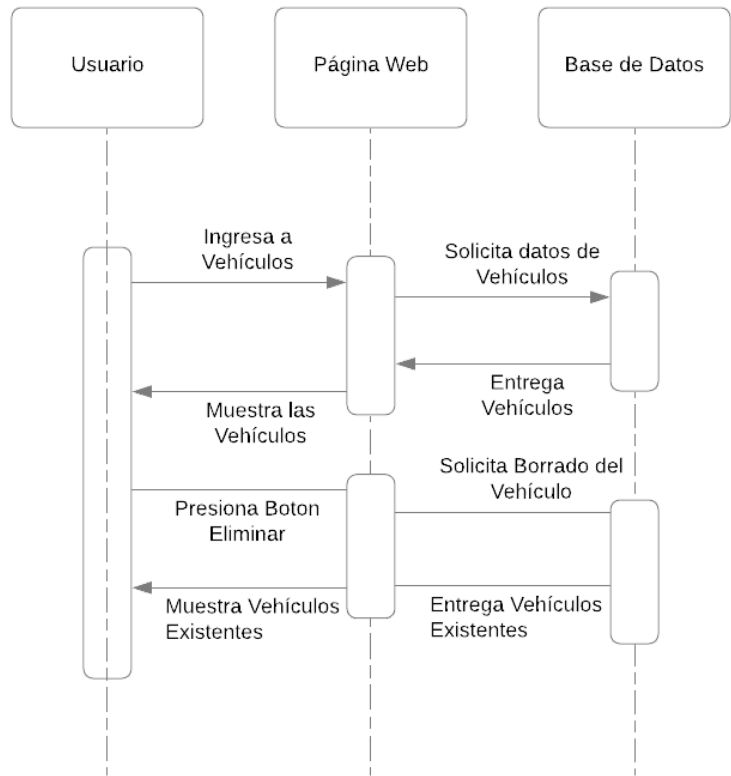 Usuario
Página Web
Base de Datos
Ingresa a
Vehículos
Solicita datos de
Vehículos
Entrega
Vehículos
Muestra las
Vehículos
Solicita Borrado del
Vehículo
Presiona Boton
Eliminar
Muestra Vehículos
Existentes
Entrega Vehículos
Existentes